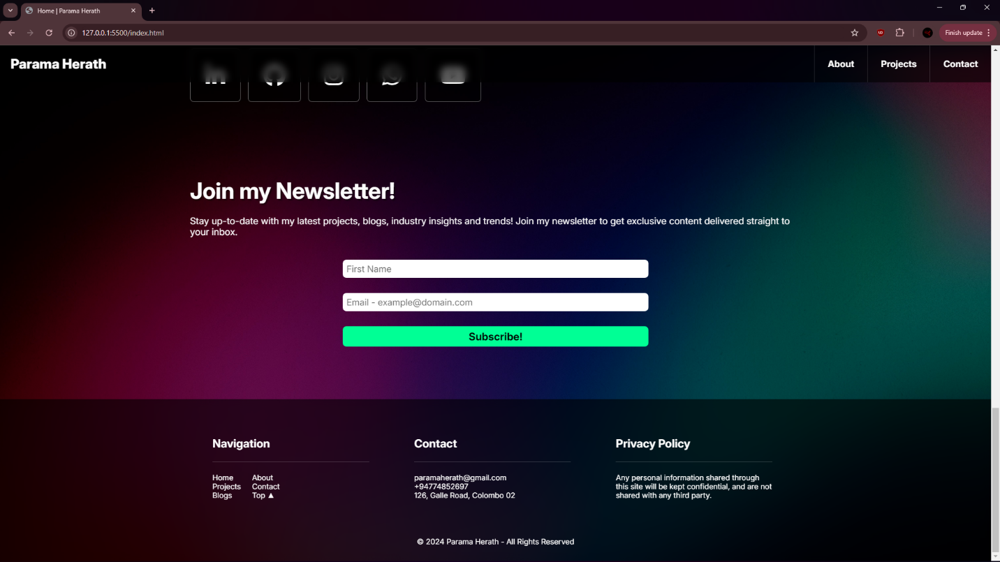 Home | Parama Herath
127.0.0.1:5500/index.html
Finish update
Parama Herath
About
Projects
Contact
in
Join my Newsletter!
Stay up-to-date with my latest projects, blogs, industry insights and trends! Join my newsletter to get exclusive content delivered straight to
your inbox.
First Name
Email - example@domain.com
Subscribe!
Navigation
Home About
Projects Contact
Blogs Top ▲
Contact
paramaherath@gmail.com
+94774852697
126, Galle Road, Colombo 02
Privacy Policy
Any personal information shared through
this site will be kept confidential, and are not
shared with any third party.
© 2024 Parama Herath - All Rights Reserved